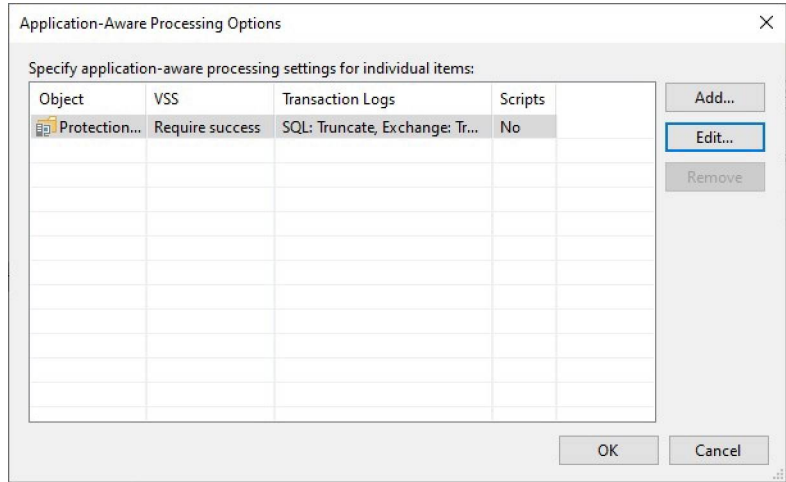 Application-Aware Processing Options
Specify application-aware processing settings for individual items:
Object VSS Transaction Logs Scripts
Protection... Require success SQL: Truncate, Exchange: Tr... No
Add...
Edit...
Remove
OK Cancel